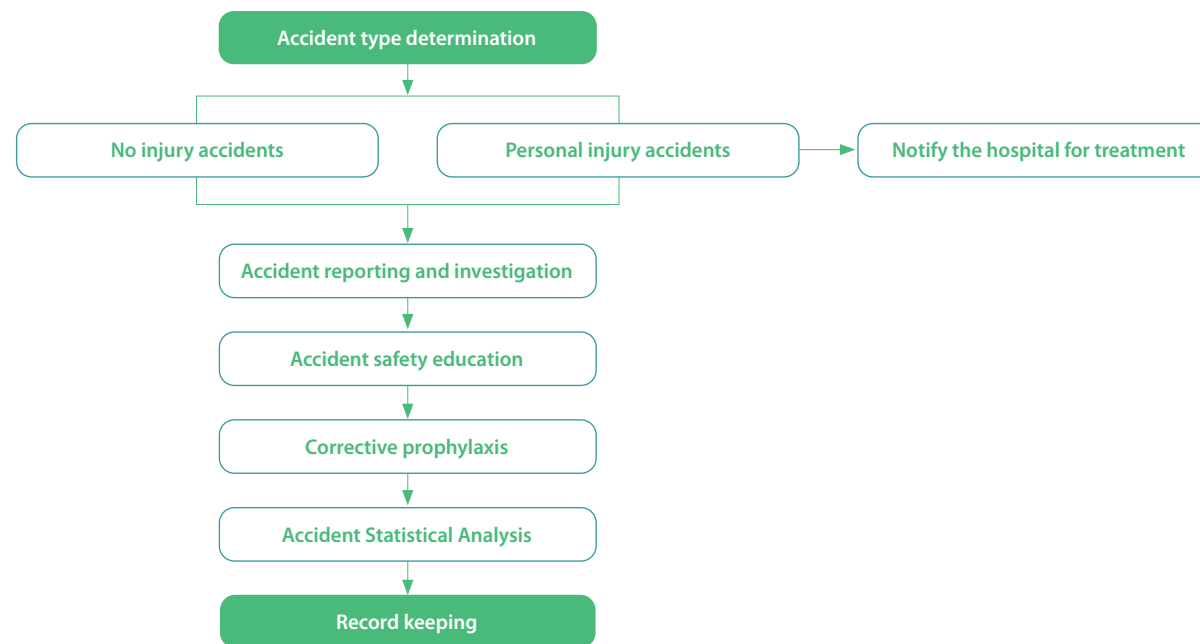 Accident type determination
No injury accidents
Personal injury accidents
Notify the hospital for treatment
Accident reporting and investigation
Accident safety education
Corrective prophylaxis
Accident Statistical Analysis
Record keeping